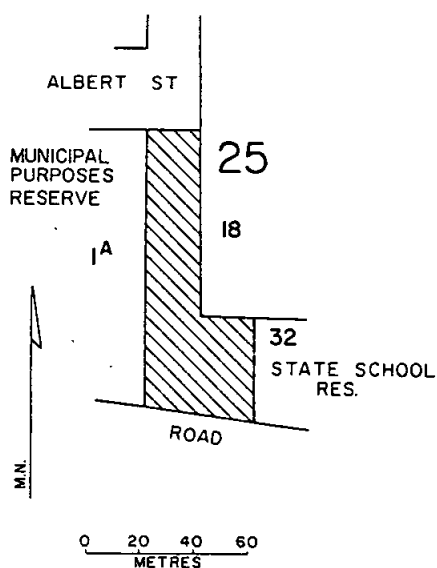 ALBERT ST
MUNICIPAL
PURPOSES
RESERVE
25
18
1A
32
STATE SCHOOL
RES.
ROAD
M.N.
0 20 40 60
METRES